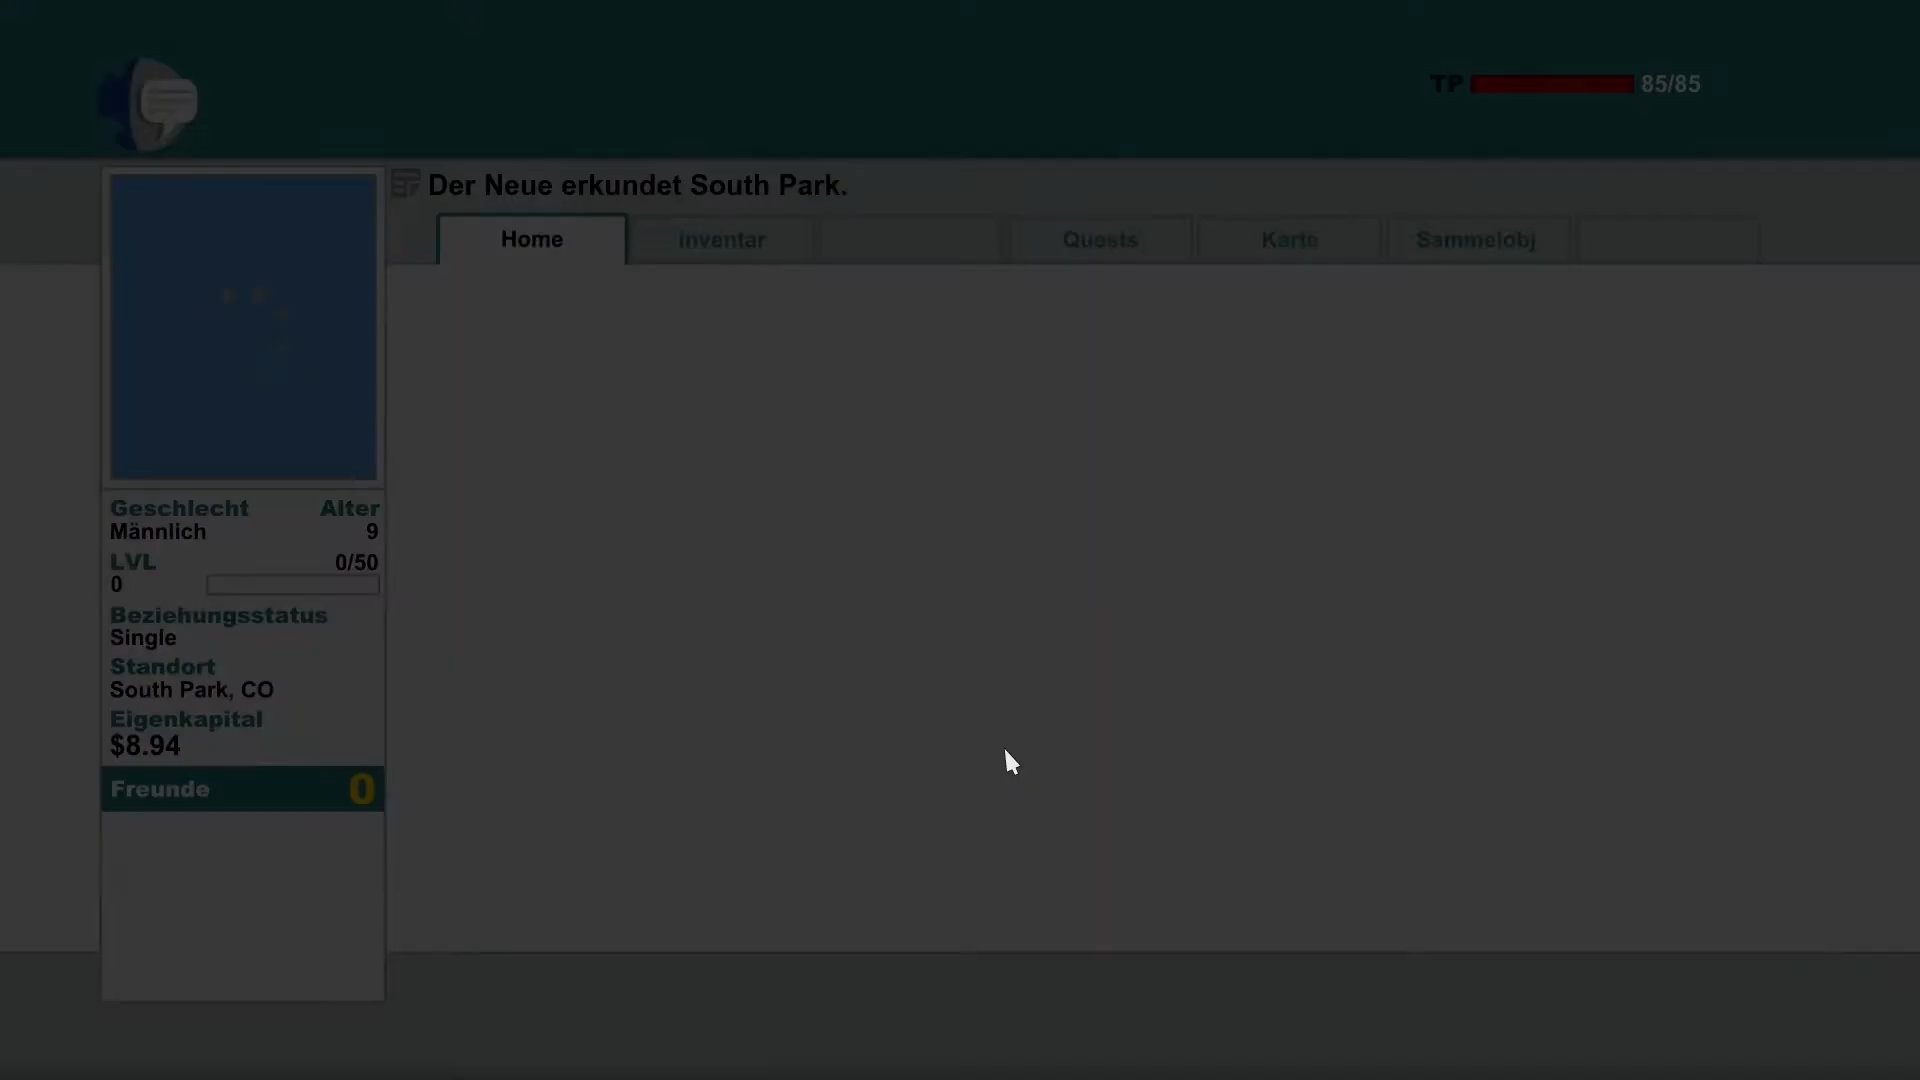 TP 85/85
Der Neue erkundet South Park.
Home Inventar Quests Karte Sammelobj
Geschlecht Alter
Männlich 9
LVL 0/50
0
Beziehungsstatus
Single
Standort
South Park, CO
Eigenkapital
$8.94
Freunde 0